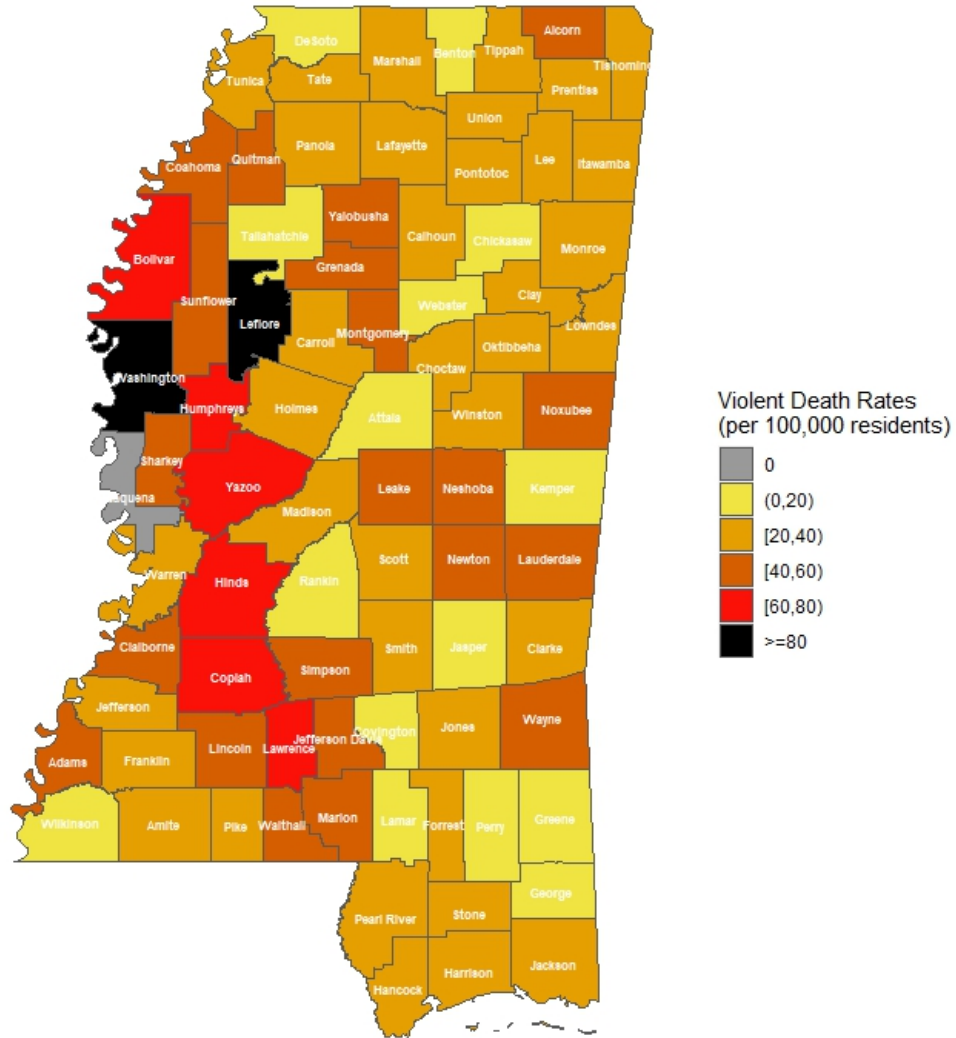 DeSoto
Benton
Tippah
Alcorn
Marshall
Tishoming
Tunica
Tate
Prentiss
Union
Panola
Lafayette
Quitman
Coahoma
Pontotoc
Lee
Itawamba
Yalobusha
Tallahatchie
Calhoun
Chickasaw
Monroe
Bolivar
Grenada
Sunflower
Clay
Webster
Leflore
Lowndes
Montgomery
Carroll
Oktibbeha
Choctaw
Washington
Humphreys
Holmes
Attala
Winston
Noxubee
Violent Death Rates
(per 100,000 residents)
0
(0,20)
[20,40)
[40,60)
[60,80)
>=80
Sharkey
Yazoo
Leake
Neshoba
Kemper
squena
Madison
Scott
Newton
Lauderdale
Warren
Hinds
Rankin
Claiborne
Smith
Jasper
Clarke
Simpson
Copiah
Jefferson
Wayne
Jones
Covington
Jefferson Davis
Lincoln
Lawrence
Adams
Franklin
Wilkinson
Amite
Pike
Walthall
Marion
Lamar
Forrest
Perry
Greene
George
Pearl River
Stone
Jackson
Harrison
Hancock